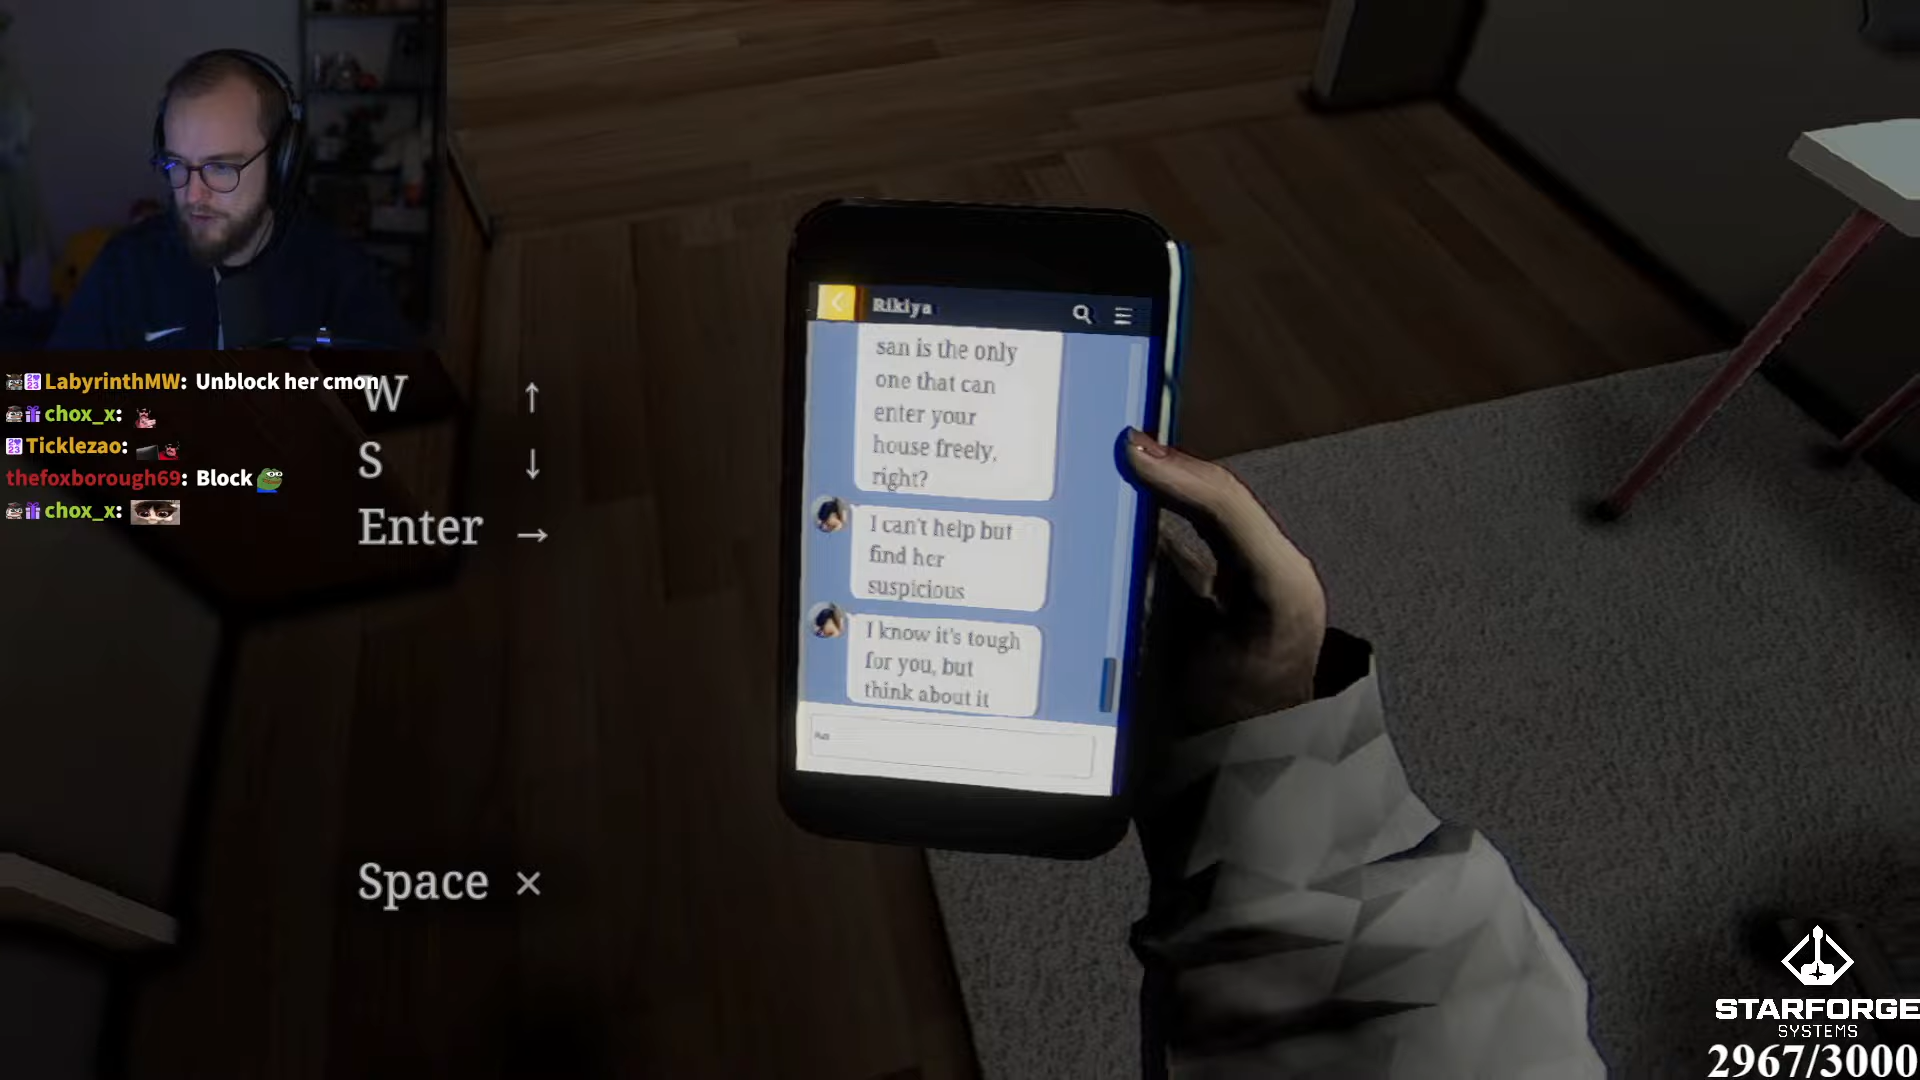 LabyrinthMW: Unblock her cmon
chox_x:
Ticklezao:
thefoxborough69: Block
chox_x:
W ↑
S ↓
Enter →
Space ×
Rikiya
san is the only
one that can
enter your
house freely,
right?
I can't help but
find her
suspicious
I know it's tough
for you, but
think about it
STARFORGE
SYSTEMS
2967/3000